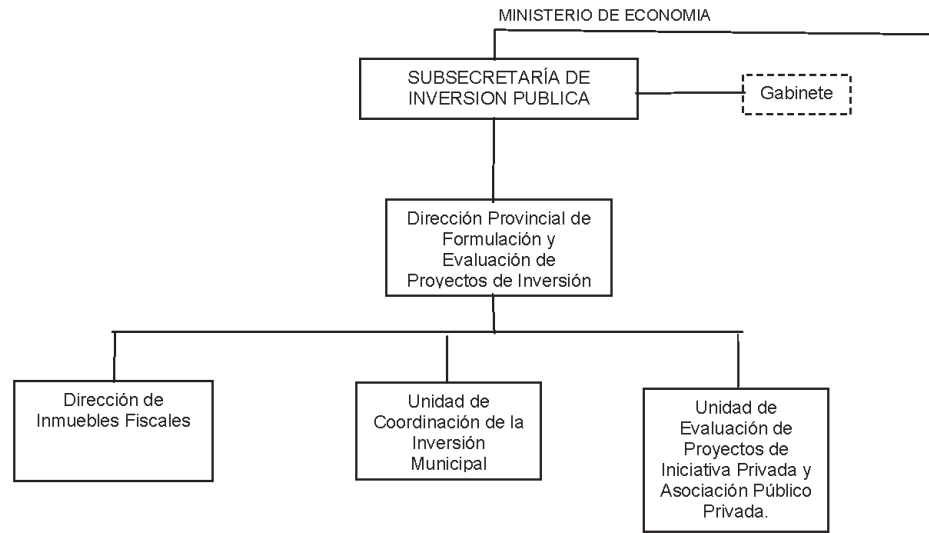 MINISTERIO DE ECONOMIA
SUBSECRETARÍA DE
INVERSION PUBLICA
Gabinete
Dirección Provincial de
Formulación y
Evaluación de
Proyectos de Inversión
Dirección de
Inmuebles Fiscales
Unidad de
Coordinación de la
Inversión
Municipal
Unidad de
Evaluación de
Proyectos de
Iniciativa Privada y
Asociación Público
Privada.